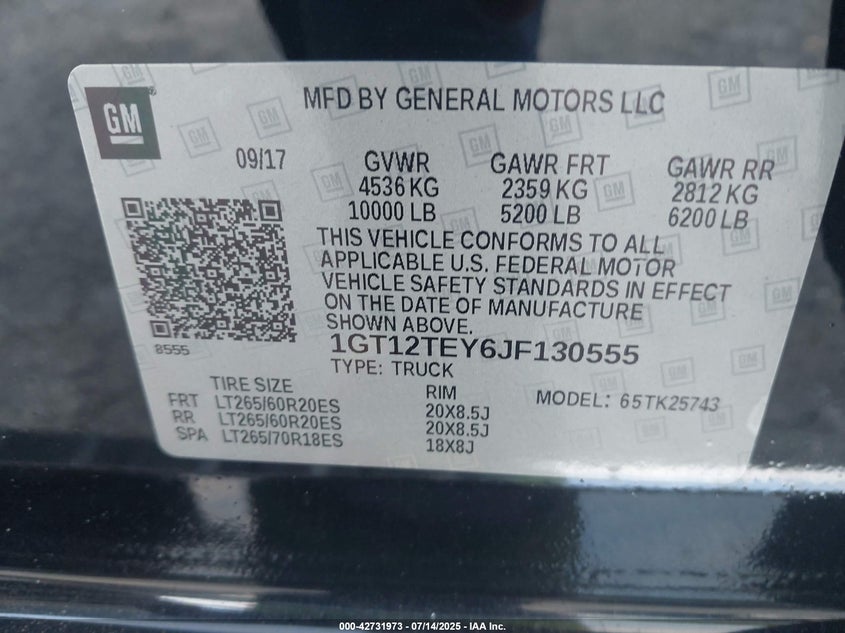 GM
MFD BY GENERAL MOTORS LLC
09/17
GVWR
4536 KG
10000 LB
GAWR FRT
2359 KG
5200 LB
GAWR RR
2812 KG
6200 LB
THIS VEHICLE CONFORMS TO ALL
APPLICABLE U.S. FEDERAL MOTOR
VEHICLE SAFETY STANDARDS IN EFFECT
ON THE DATE OF MANUFACTURE
SHOWN ABOVE.
8555
1GT12TEY6JF130555
TYPE: TRUCK
TIRE SIZE
RIM
MODEL: 65TK25743
FRT LT265/60R20ES 20X8.5J
RR LT265/60R20ES 20X8.5J
SPA LT265/70R18ES 18X8J
000-42731973 - 07/14/2025 - IAA Inc.